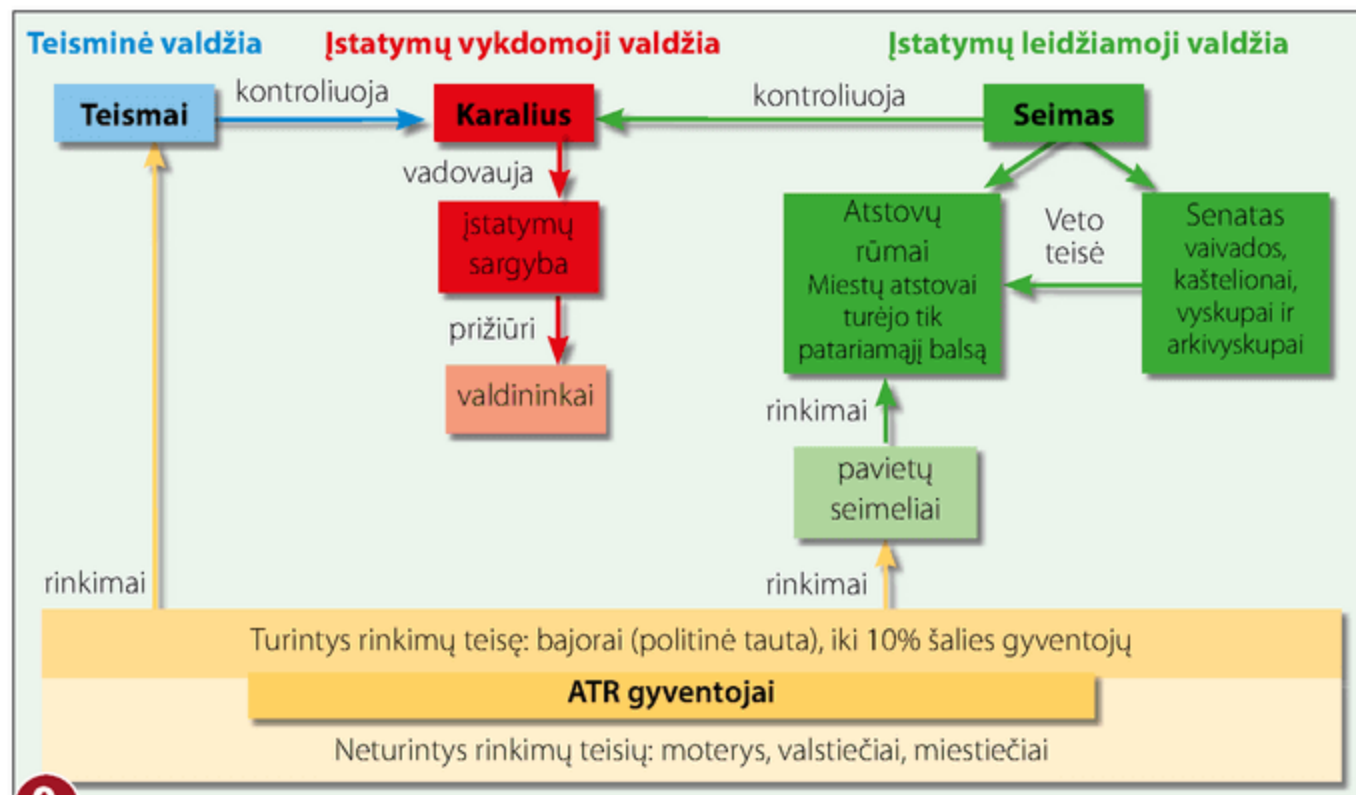 Teisminė valdžia
Įstatymų vykdomoji valdžia
Įstatymų leidžiamoji valdžia
Teismai
kontroliuoja
Karalius
kontroliuoja
Seimas
vadovauja
įstatymų
sargyba
prižiūri
valdininkai
Atstovų
rūmai
Miestų atstovai
turėjo tik
patariamąjį balsą
Veto
teisė
Senatas
vaivados,
kaštelionai,
vyskupai ir
arkivyskupai
rinkimai
pavietų
seimeliai
rinkimai
rinkimai
Turintys rinkimų teisę: bajorai (politinė tauta), iki 10% šalies gyventojų
ATR gyventojai
Neturintys rinkimų teisių: moterys, valstiečiai, miestiečiai